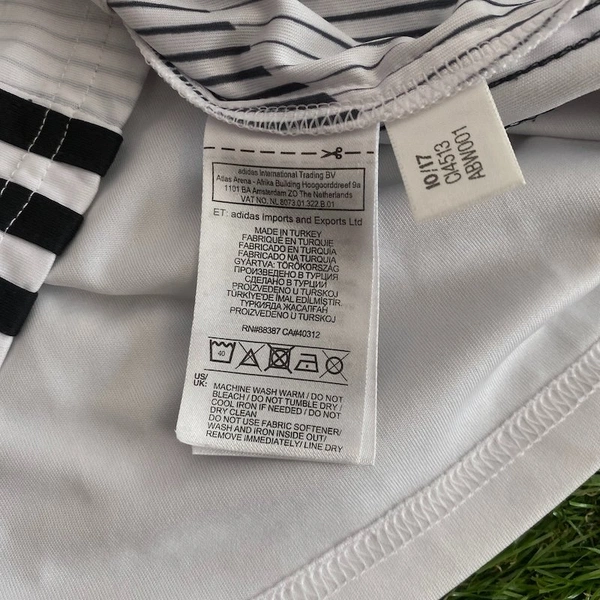 adidas International Trading BV
Atlas Arena - Afrika Building Hoogoorddreef 9a
1101 BA Amsterdam ZO The Netherlands
VAT NO. NL 8073.01.322.B.01
ET: adidas Imports and Exports Ltd
MADE IN TURKEY
FABRIQUÉ EN TURQUIE
FABRICADO EN TURQUÍA
FABRICADO NA TURQUIA
GYÁRTVA: TÖRÖKORSZÁG
ПРОИЗВЕДЕНО В ТУРЦИЯ
СДЕЛАНО В ТУРЦИИ
PROIZVEDENO U TURSKOJ
TÜRKİYE'DE İMAL EDİLMİŞTİR.
ТҮРКИЯДА ЖАСАЛҒАН
PROIZVEDENO U TURSKOJ
RN#88387 CA#40312
40
US/
UK:
MACHINE WASH WARM / DO NOT
BLEACH / DO NOT TUMBLE DRY /
COOL IRON IF NEEDED / DO NOT
DRY CLEAN
DO NOT USE FABRIC SOFTENER/
WASH AND IRON INSIDE OUT/
REMOVE IMMEDIATELY/ LINE DRY
10/17
G4513
ABW001